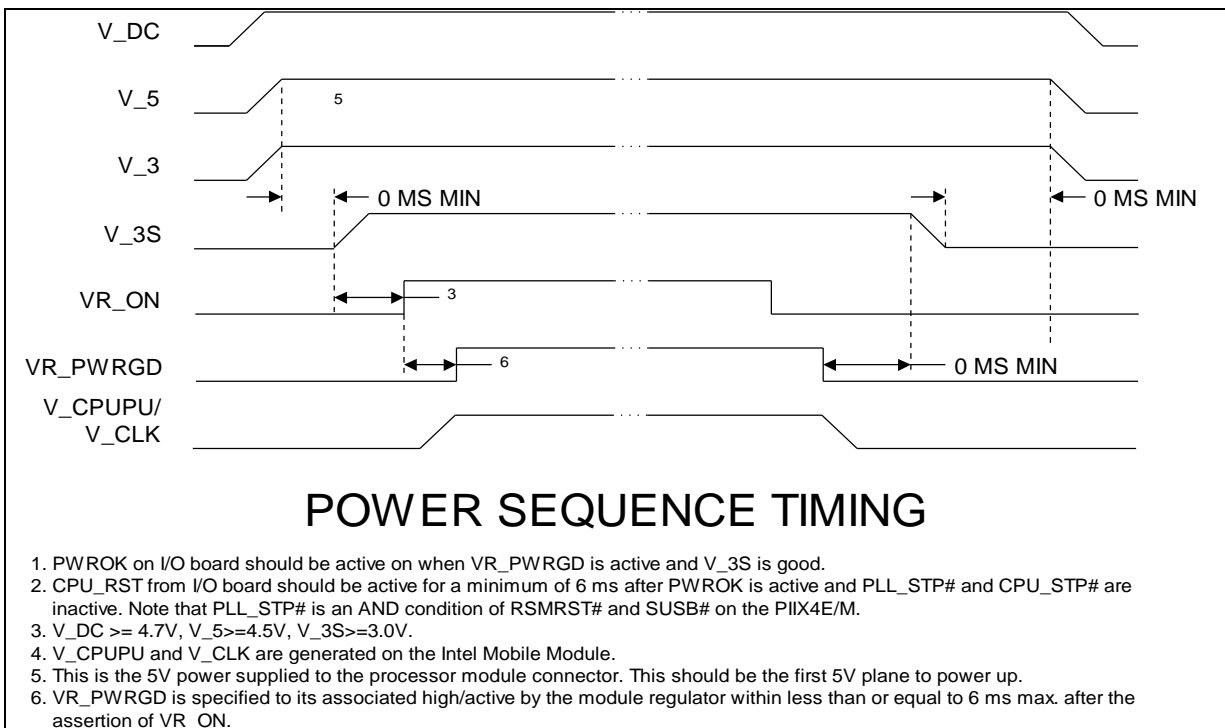 V_DC
V_5
5
V_3
0 MS MIN
0 MS MIN
V_3S
VR_ON
3
VR_PWRGD
6
0 MS MIN
V_CPUPU/
V_CLK
POWER SEQUENCE TIMING
1. PWROK on I/O board should be active on when VR_PWRGD is active and V_3S is good.
2. CPU_RST from I/O board should be active for a minimum of 6 ms after PWROK is active and PLL_STP# and CPU_STP# are
inactive. Note that PLL_STP# is an AND condition of RSMRST# and SUSB# on the PIIX4E/M.
3. V_DC >= 4.7V, V_5>=4.5V, V_3S>=3.0V.
4. V_CPUPU and V_CLK are generated on the Intel Mobile Module.
5. This is the 5V power supplied to the processor module connector. This should be the first 5V plane to power up.
6. VR_PWRGD is specified to its associated high/active by the module regulator within less than or equal to 6 ms max. after the
assertion of VR_ON.